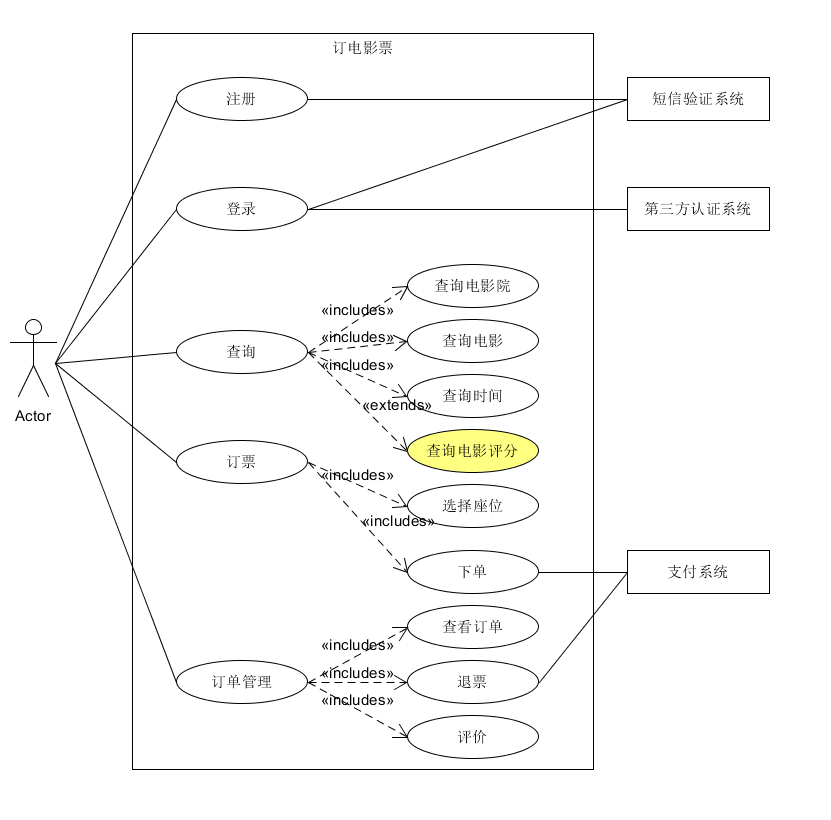 订电影票
注册
短信验证系统
登录
第三方认证系统
查询电影院
«includes»
«includes»
查询电影
查询
«includes»
查询时间
«extends»
Actor
查询电影评分
订票
«includes»
选择座位
«includes»
下单
支付系统
查看订单
«includes»
«includes»
订单管理
退票
«includes»
评价